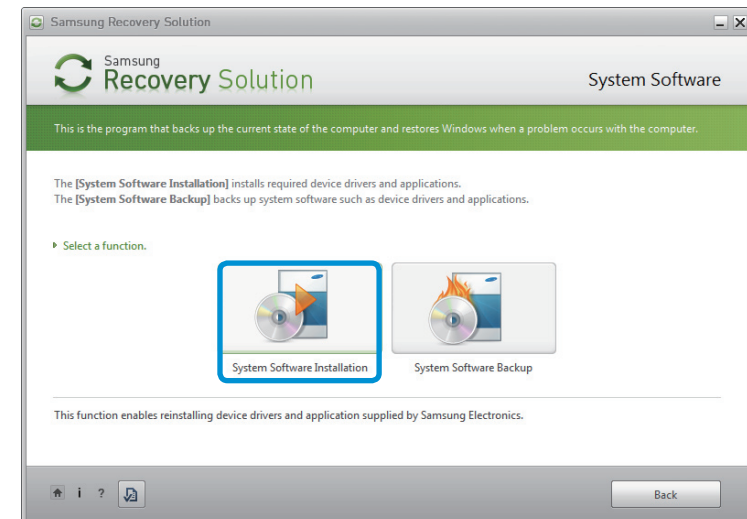 Samsung Recovery Solution
Samsung
Recovery Solution
System Software
This is the program that backs up the current state of the computer and restores Windows when a problem occurs with the computer.
The [System Software Installation] installs required device drivers and applications.
The [System Software Backup] backs up system software such as device drivers and applications.
Select a function.
System Software Installation
System Software Backup
This function enables reinstalling device drivers and application supplied by Samsung Electronics.
i ?
Back